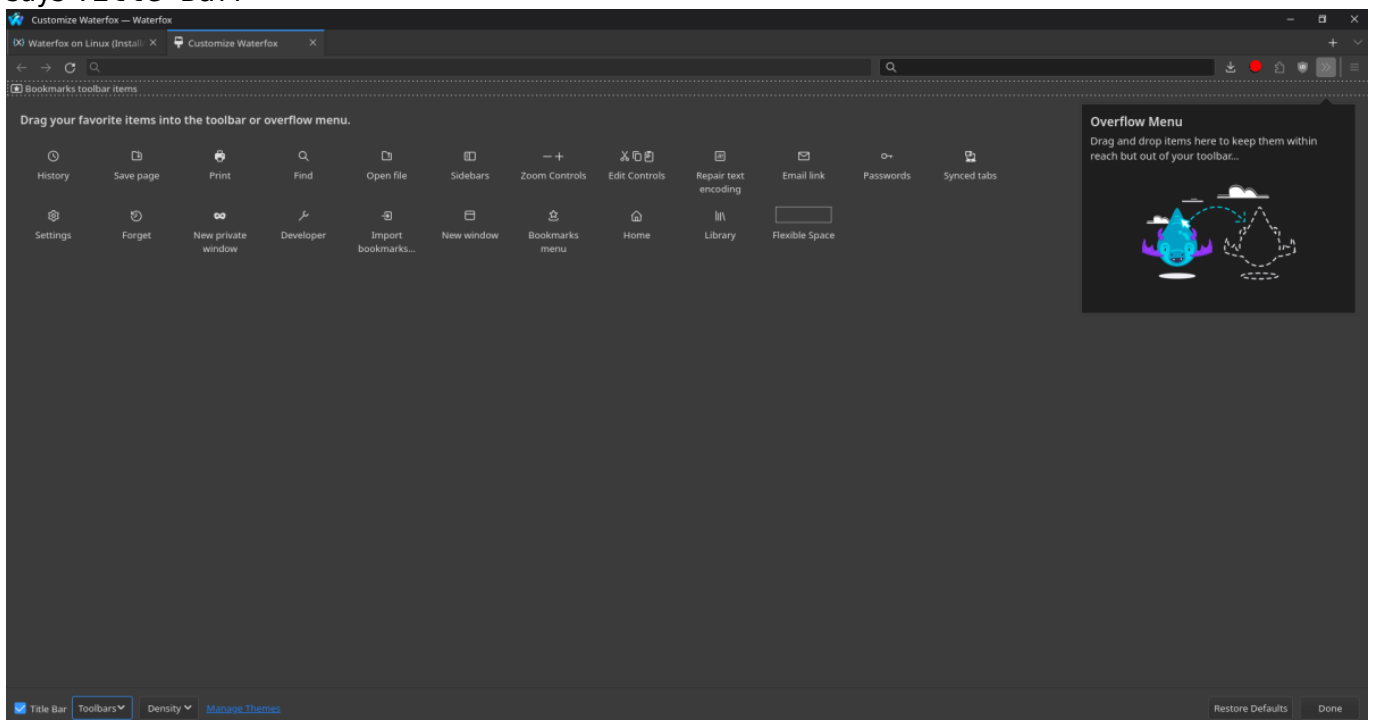 says Title Bar.
Customize Waterfox — Waterfox
Waterfox on Linux (Install
Customize Waterfox
Bookmarks toolbar items
Drag your favorite items into the toolbar or overflow menu.
History
Save page
Print
Find
Open file
Sidebars
Zoom Controls
Edit Controls
Repair text
encoding
Email link
Passwords
Synced tabs
Settings
Forget
New private
window
Developer
Import
bookmarks...
New window
Bookmarks
menu
Home
Library
Flexible Space
Overflow Menu
Drag and drop items here to keep them within
reach but out of your toolbar...
Title Bar
Toolbars
Density
Manage Themes
Restore Defaults
Done